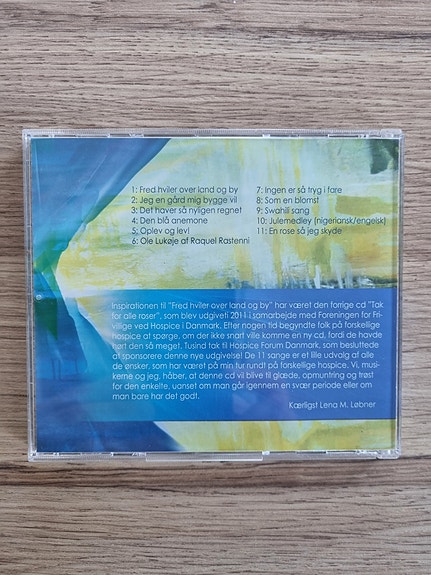 1: Fred hviler over land og by
2: Jeg en gård mig bygge vil
3: Det haver så nyligen regnet
4: Den blå anemone
5: Oplev og lev!
6: Ole Lukøje af Raquel Rastenni
7: Ingen er så tryg i fare
8: Som en blomst
9: Swahili sang
10: Julemedley (nigeriansk/engelsk)
11: En rose så jeg skyde
Inspirationen til "Fred hviler over land og by" har været den forrige cd "Tak
for alle roser", som blev udgivet i 2011 i samarbejde med Foreningen for Fri-
villige ved Hospice i Danmark. Efter nogen tid begyndte folk på forskellige
hospice at spørge, om der ikke snart ville komme en ny cd, fordi de havde
hørt den så meget. Tusind tak til Hospice Forum Danmark, som besluttede
at sponsorere denne nye udgivelse! De 11 sange er et lille udvalg af alle
de ønsker, som har været på min tur rundt på forskellige hospice. Vi, musi-
kerne og jeg, håber, at denne cd vil blive til glæde, opmuntring og trøst
for den enkelte, uanset om man går igennem en svær periode eller om
man bare har det godt.
Kærligst Lena M. Løbner